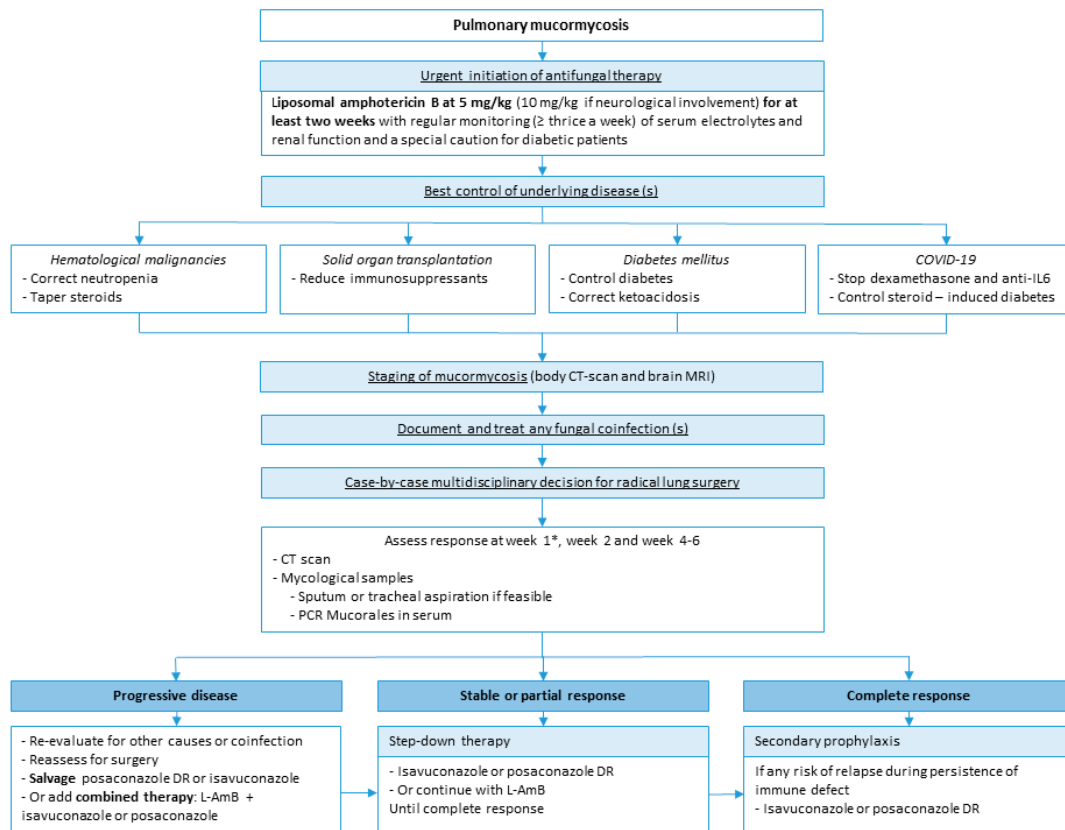 Pulmonary mucormycosis
Urgent initiation of antifungal therapy
Liposomal amphotericin B at 5 mg/kg (10 mg/kg if neurological involvement) for at
least two weeks with regular monitoring (≥ thrice a week) of serum electrolytes and
renal function and a special caution for diabetic patients
Best control of underlying disease (s)
Hematological malignancies
- Correct neutropenia
- Taper steroids
Solid organ transplantation
- Reduce immunosuppressants
Diabetes mellitus
- Control diabetes
- Correct ketoacidosis
COVID-19
- Stop dexamethasone and anti-IL6
- Control steroid – induced diabetes
Staging of mucormycosis (body CT-scan and brain MRI)
Document and treat any fungal coinfection (s)
Case-by-case multidisciplinary decision for radical lung surgery
Assess response at week 1*, week 2 and week 4-6
- CT scan
- Mycological samples
- Sputum or tracheal aspiration if feasible
- PCR Mucorales in serum
Progressive disease
- Re-evaluate for other causes or coinfection
- Reassess for surgery
- Salvage posaconazole DR or isavuconazole
- Or add combined therapy: L-AmB +
isavuconazole or posaconazole
Stable or partial response
Step-down therapy
- Isavuconazole or posaconazole DR
- Or continue with L-AmB
Until complete response
Complete response
Secondary prophylaxis
If any risk of relapse during persistence of
immune defect
- Isavuconazole or posaconazole DR